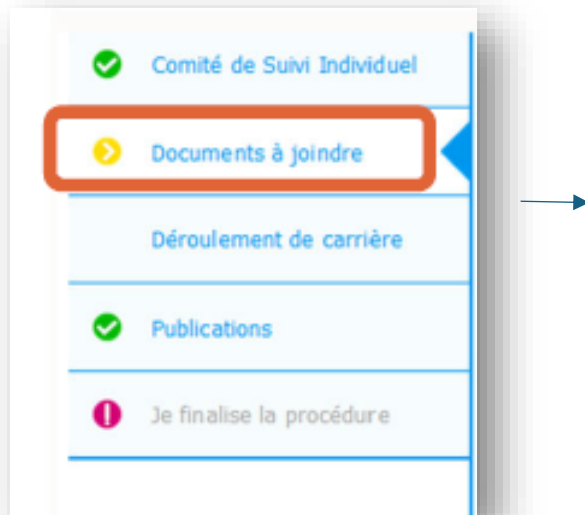 Comité de Suivi Individuel
Documents à joindre
Déroulement de carrière
Publications
Je finalise la procédure